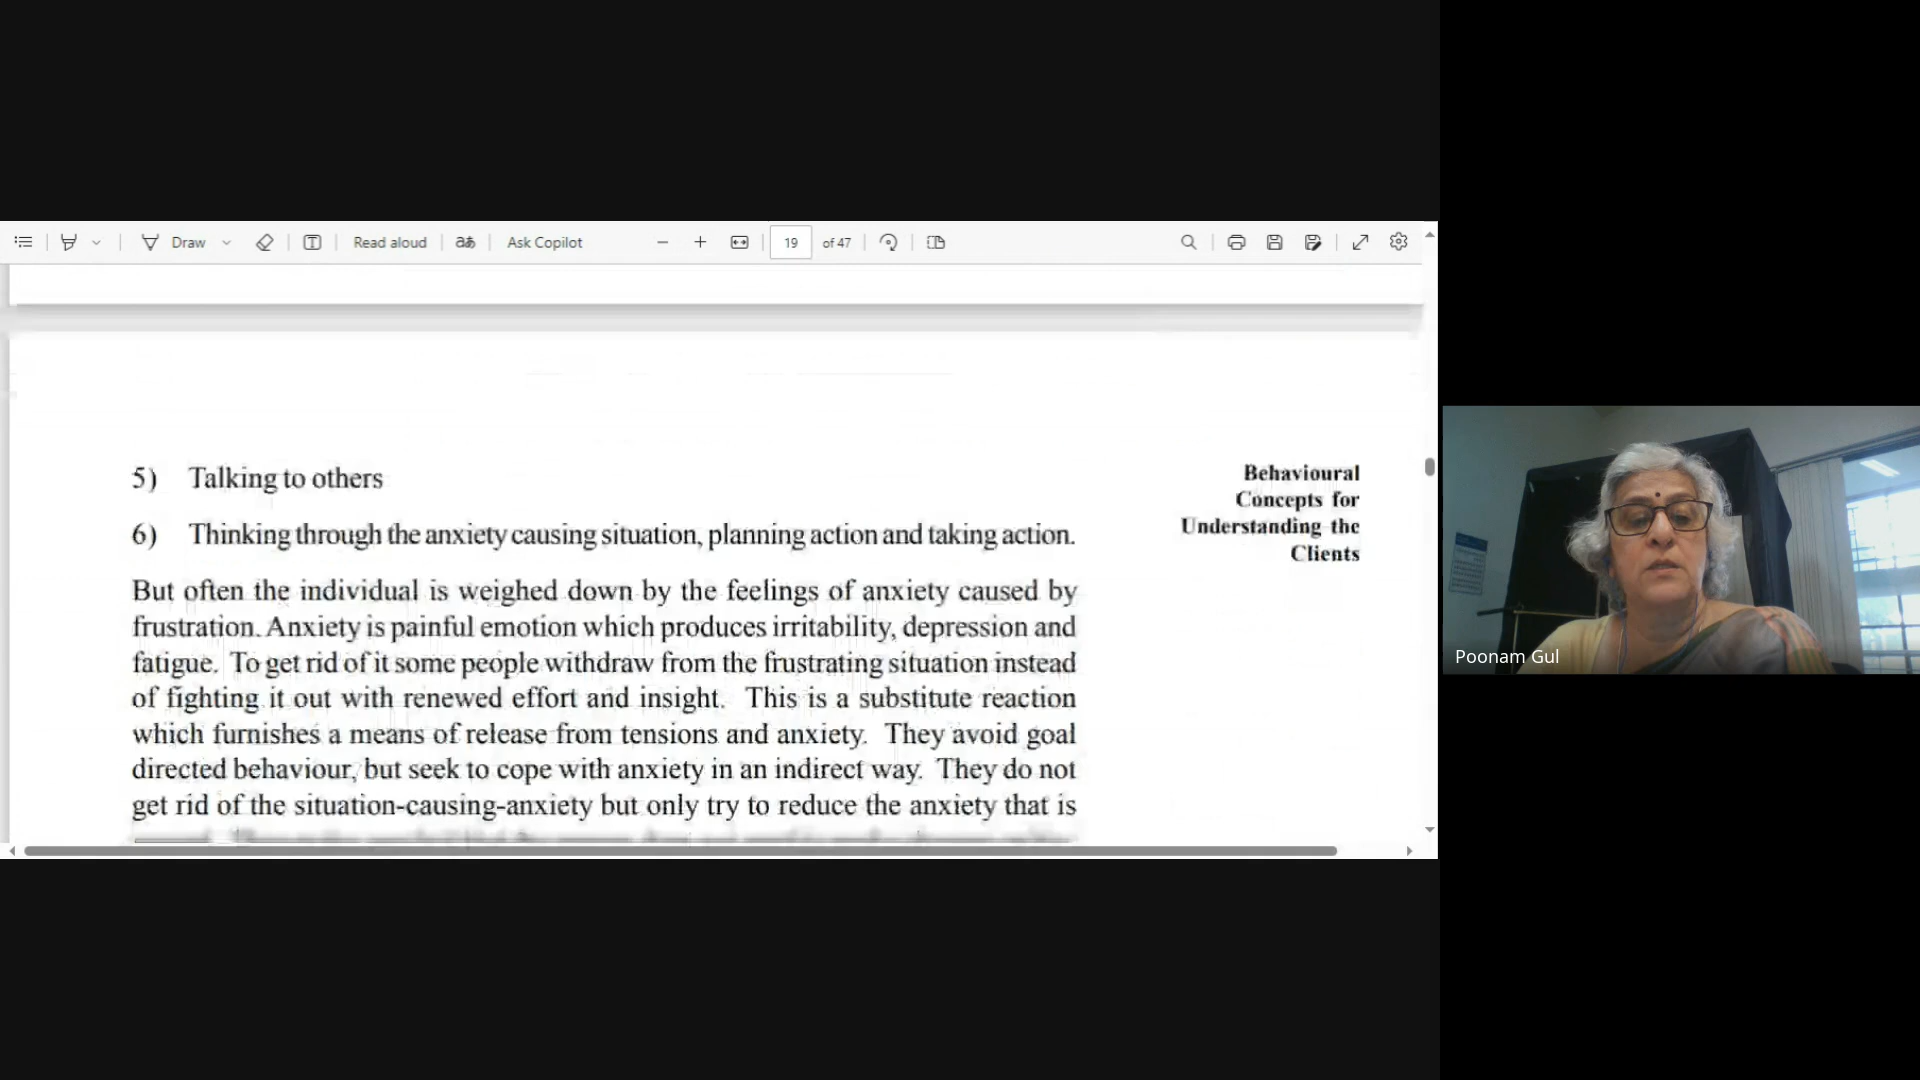 Draw
Read aloud
Ask Copilot
19 of 47
5) Talking to others
6) Thinking through the anxiety causing situation, planning action and taking action.
But often the individual is weighed down by the feelings of anxiety caused by
frustration. Anxiety is painful emotion which produces irritability, depression and
fatigue. To get rid of it some people withdraw from the frustrating situation instead
of fighting it out with renewed effort and insight. This is a substitute reaction
which furnishes a means of release from tensions and anxiety. They avoid goal
directed behaviour, but seek to cope with anxiety in an indirect way. They do not
get rid of the situation-causing-anxiety but only try to reduce the anxiety that is
Behavioural
Concepts for
Understanding the
Clients
Poonam Gul